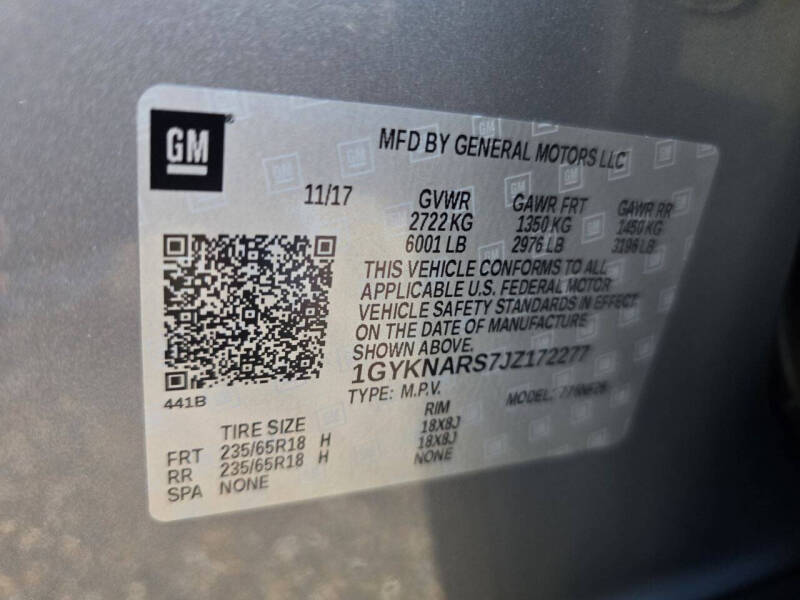 GM
MFD BY GENERAL MOTORS LLC
11/17
GVWR GAWR FRT GAWR RR
2722 KG 1350 KG 1450 KG
6001 LB 2976 LB 3196 LB
THIS VEHICLE CONFORMS TO ALL
APPLICABLE U.S. FEDERAL MOTOR
VEHICLE SAFETY STANDARDS IN EFFECT
ON THE DATE OF MANUFACTURE
SHOWN ABOVE.
1GYKNARS7JZ172277
441B
TYPE: M.P.V. MODEL:
TIRE SIZE RIM
FRT 235/65R18 H 18X8J
RR 235/65R18 H 18X8J
SPA NONE NONE